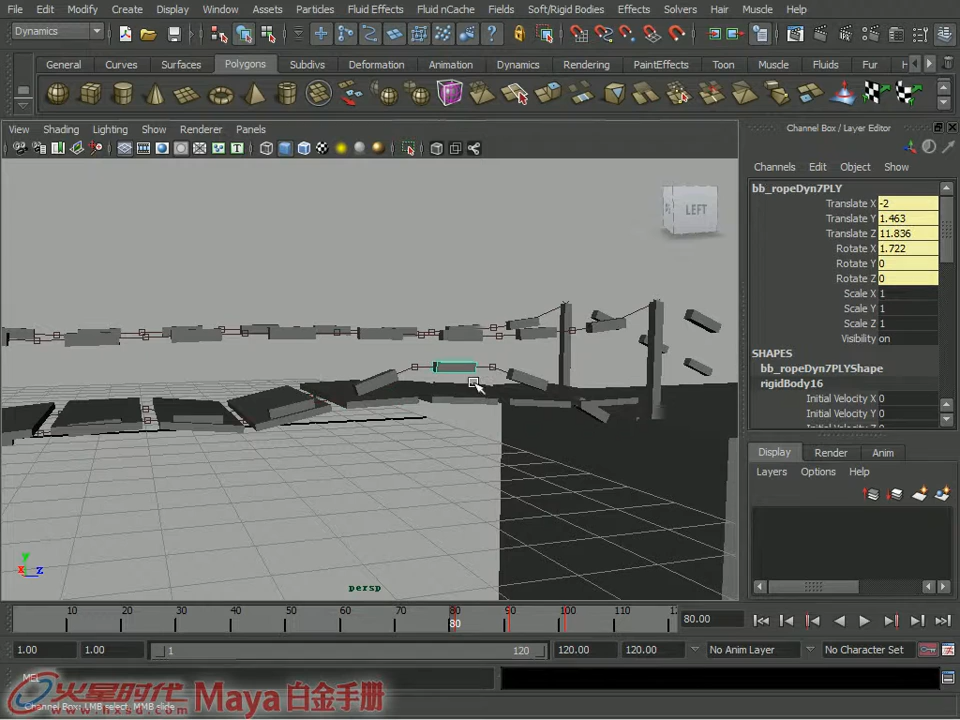 File Edit Modify Create Display Window Assets Particles Fluid Effects Fluid nCache Fields Soft/Rigid Bodies Effects Solvers Hair Muscle Help
Dynamics
General Curves Surfaces Polygons Subdivs Deformation Animation Dynamics Rendering PaintEffects Toon Muscle Fluids Fur
View Shading Lighting Show Renderer Panels
Channel Box / Layer Editor
Channels Edit Object Show
bb_ropeDyn7PLY
Translate X -2
Translate Y 1.463
Translate Z 11.836
Rotate X 1.722
Rotate Y 0
Rotate Z 0
Scale X 1
Scale Y 1
Scale Z 1
Visibility on
SHAPES
bb_ropeDyn7PLYShape
rigidBody16
Initial Velocity X 0
Initial Velocity Y 0
LEFT
Display Render Anim
Layers Options Help
y
x z
persp
10 20 30 40 50 60 70 80 90 100 110 12
80
80.00
1.00 1.00 1 120 120.00 120.00 No Anim Layer No Character Set
MEL
火星时代 Maya 白金手册
www.hxsd.com
Channel Box: LMB select, MMB slide